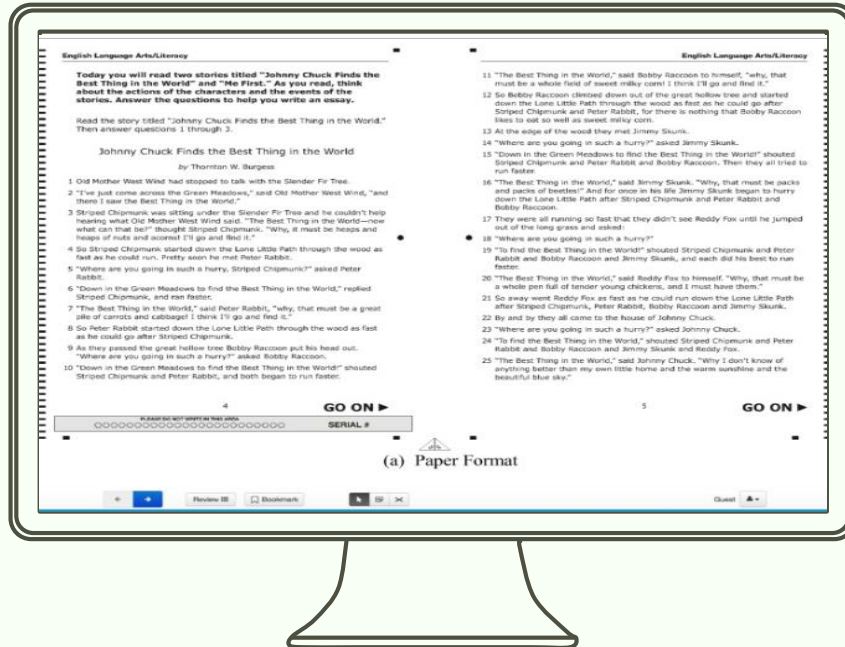 English Language Arts/Literacy
Today you will read two stories titled "Johnny Chuck Finds the
Best Thing in the World" and "Me First." As you read, think
about the actions of the characters and the events of the
stories. Answer the questions to help you write an essay.
Read the story titled "Johnny Chuck Finds the Best Thing in the World."
Then answer questions 1 through 3.
Johnny Chuck Finds the Best Thing in the World
by Thornton W. Burgess
1 Old Mother West Wind had stopped to talk with the Slender Fir Tree.
2 "I've just come across the Green Meadows," said Old Mother West Wind, "and
there I saw the Best Thing in the World."
3 Striped Chipmunk was sitting under the Slender Fir Tree and he couldn't help
hearing what Old Mother West Wind said. "The Best Thing in the World—now
what can that be?" thought Striped Chipmunk. "Why, it must be heaps and
heaps of nuts and acorns! I'll go and find it."
4 So Striped Chipmunk started down the Lone Little Path through the wood as
fast as he could run. Pretty soon he met Peter Rabbit.
5 "Where are you going in such a hurry, Striped Chipmunk?" asked Peter
Rabbit.
6 "Down in the Green Meadows to find the Best Thing in the World," replied
Striped Chipmunk, and ran faster.
7 "The Best Thing in the World," said Peter Rabbit, "why, that must be a great
pile of carrots and cabbage! I think I'll go and find it."
8 So Peter Rabbit started down the Lone Little Path through the wood as fast
as he could go after Striped Chipmunk.
9 As they passed the great hollow tree Bobby Raccoon put his head out.
"Where are you going in such a hurry?" asked Bobby Raccoon.
10 "Down in the Green Meadows to find the Best Thing in the World!" shouted
Striped Chipmunk and Peter Rabbit, and both began to run faster.
4
GO ON
PLEASE DO NOT WRITE IN THIS AREA
SERIAL #
English Language Arts/Literacy
11 "The Best Thing in the World," said Bobby Raccoon to himself, "why, that
must be a whole field of sweet milky corn! I think I'll go and find it."
12 So Bobby Raccoon climbed down out of the great hollow tree and started
down the Lone Little Path through the wood as fast as he could go after
Striped Chipmunk and Peter Rabbit, for there is nothing that Bobby Raccoon
likes to eat so well as sweet milky corn.
13 At the edge of the wood they met Jimmy Skunk.
14 "Where are you going in such a hurry?" asked Jimmy Skunk.
15 "Down in the Green Meadows to find the Best Thing in the World!" shouted
Striped Chipmunk and Peter Rabbit and Bobby Raccoon. Then they all tried to
run faster.
16 "The Best Thing in the World," said Jimmy Skunk. "Why, that must be packs
and packs of beetles!" And for once in his life Jimmy Skunk began to hurry
down the Lone Little Path after Striped Chipmunk and Peter Rabbit and
Bobby Raccoon.
17 They were all running so fast that they didn't see Reddy Fox until he jumped
out of the long grass and asked:
18 "Where are you going in such a hurry?"
19 "To find the Best Thing in the World!" shouted Striped Chipmunk and Peter
Rabbit and Bobby Raccoon and Jimmy Skunk, and each did his best to run
faster.
20 "The Best Thing in the World," said Reddy Fox to himself. "Why, that must be
a whole pen full of tender young chickens, and I must have them."
21 So away went Reddy Fox as fast as he could run down the Lone Little Path
after Striped Chipmunk, Peter Rabbit, Bobby Raccoon and Jimmy Skunk.
22 By and by they all came to the house of Johnny Chuck.
23 "Where are you going in such a hurry?" asked Johnny Chuck.
24 "To find the Best Thing in the World," shouted Striped Chipmunk and Peter
Rabbit and Bobby Raccoon and Jimmy Skunk and Reddy Fox.
25 "The Best Thing in the World," said Johnny Chuck. "Why I don't know of
anything better than my own little home and the warm sunshine and the
beautiful blue sky."
5
GO ON
(a) Paper Format
Review
Bookmark
Guest